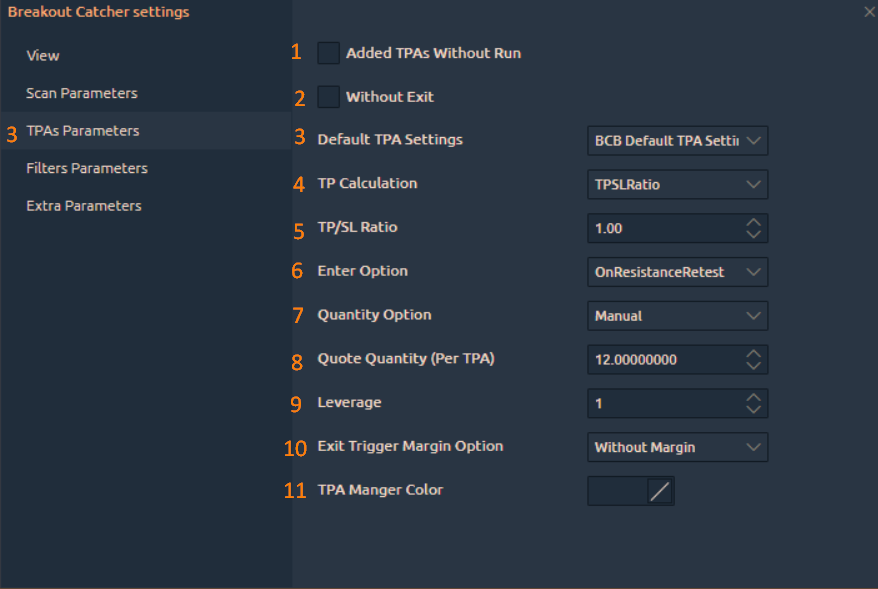 Breakout Catcher settings
View
Scan Parameters
3 TPAs Parameters
Filters Parameters
Extra Parameters
1 Added TPAs Without Run
2 Without Exit
3 Default TPA Settings BCB Default TPA Settin
4 TP Calculation TPSLRatio
5 TP/SL Ratio 1.00
6 Enter Option OnResistanceRetest
7 Quantity Option Manual
8 Quote Quantity (Per TPA) 12.00000000
9 Leverage 1
10 Exit Trigger Margin Option Without Margin
11 TPA Manger Color